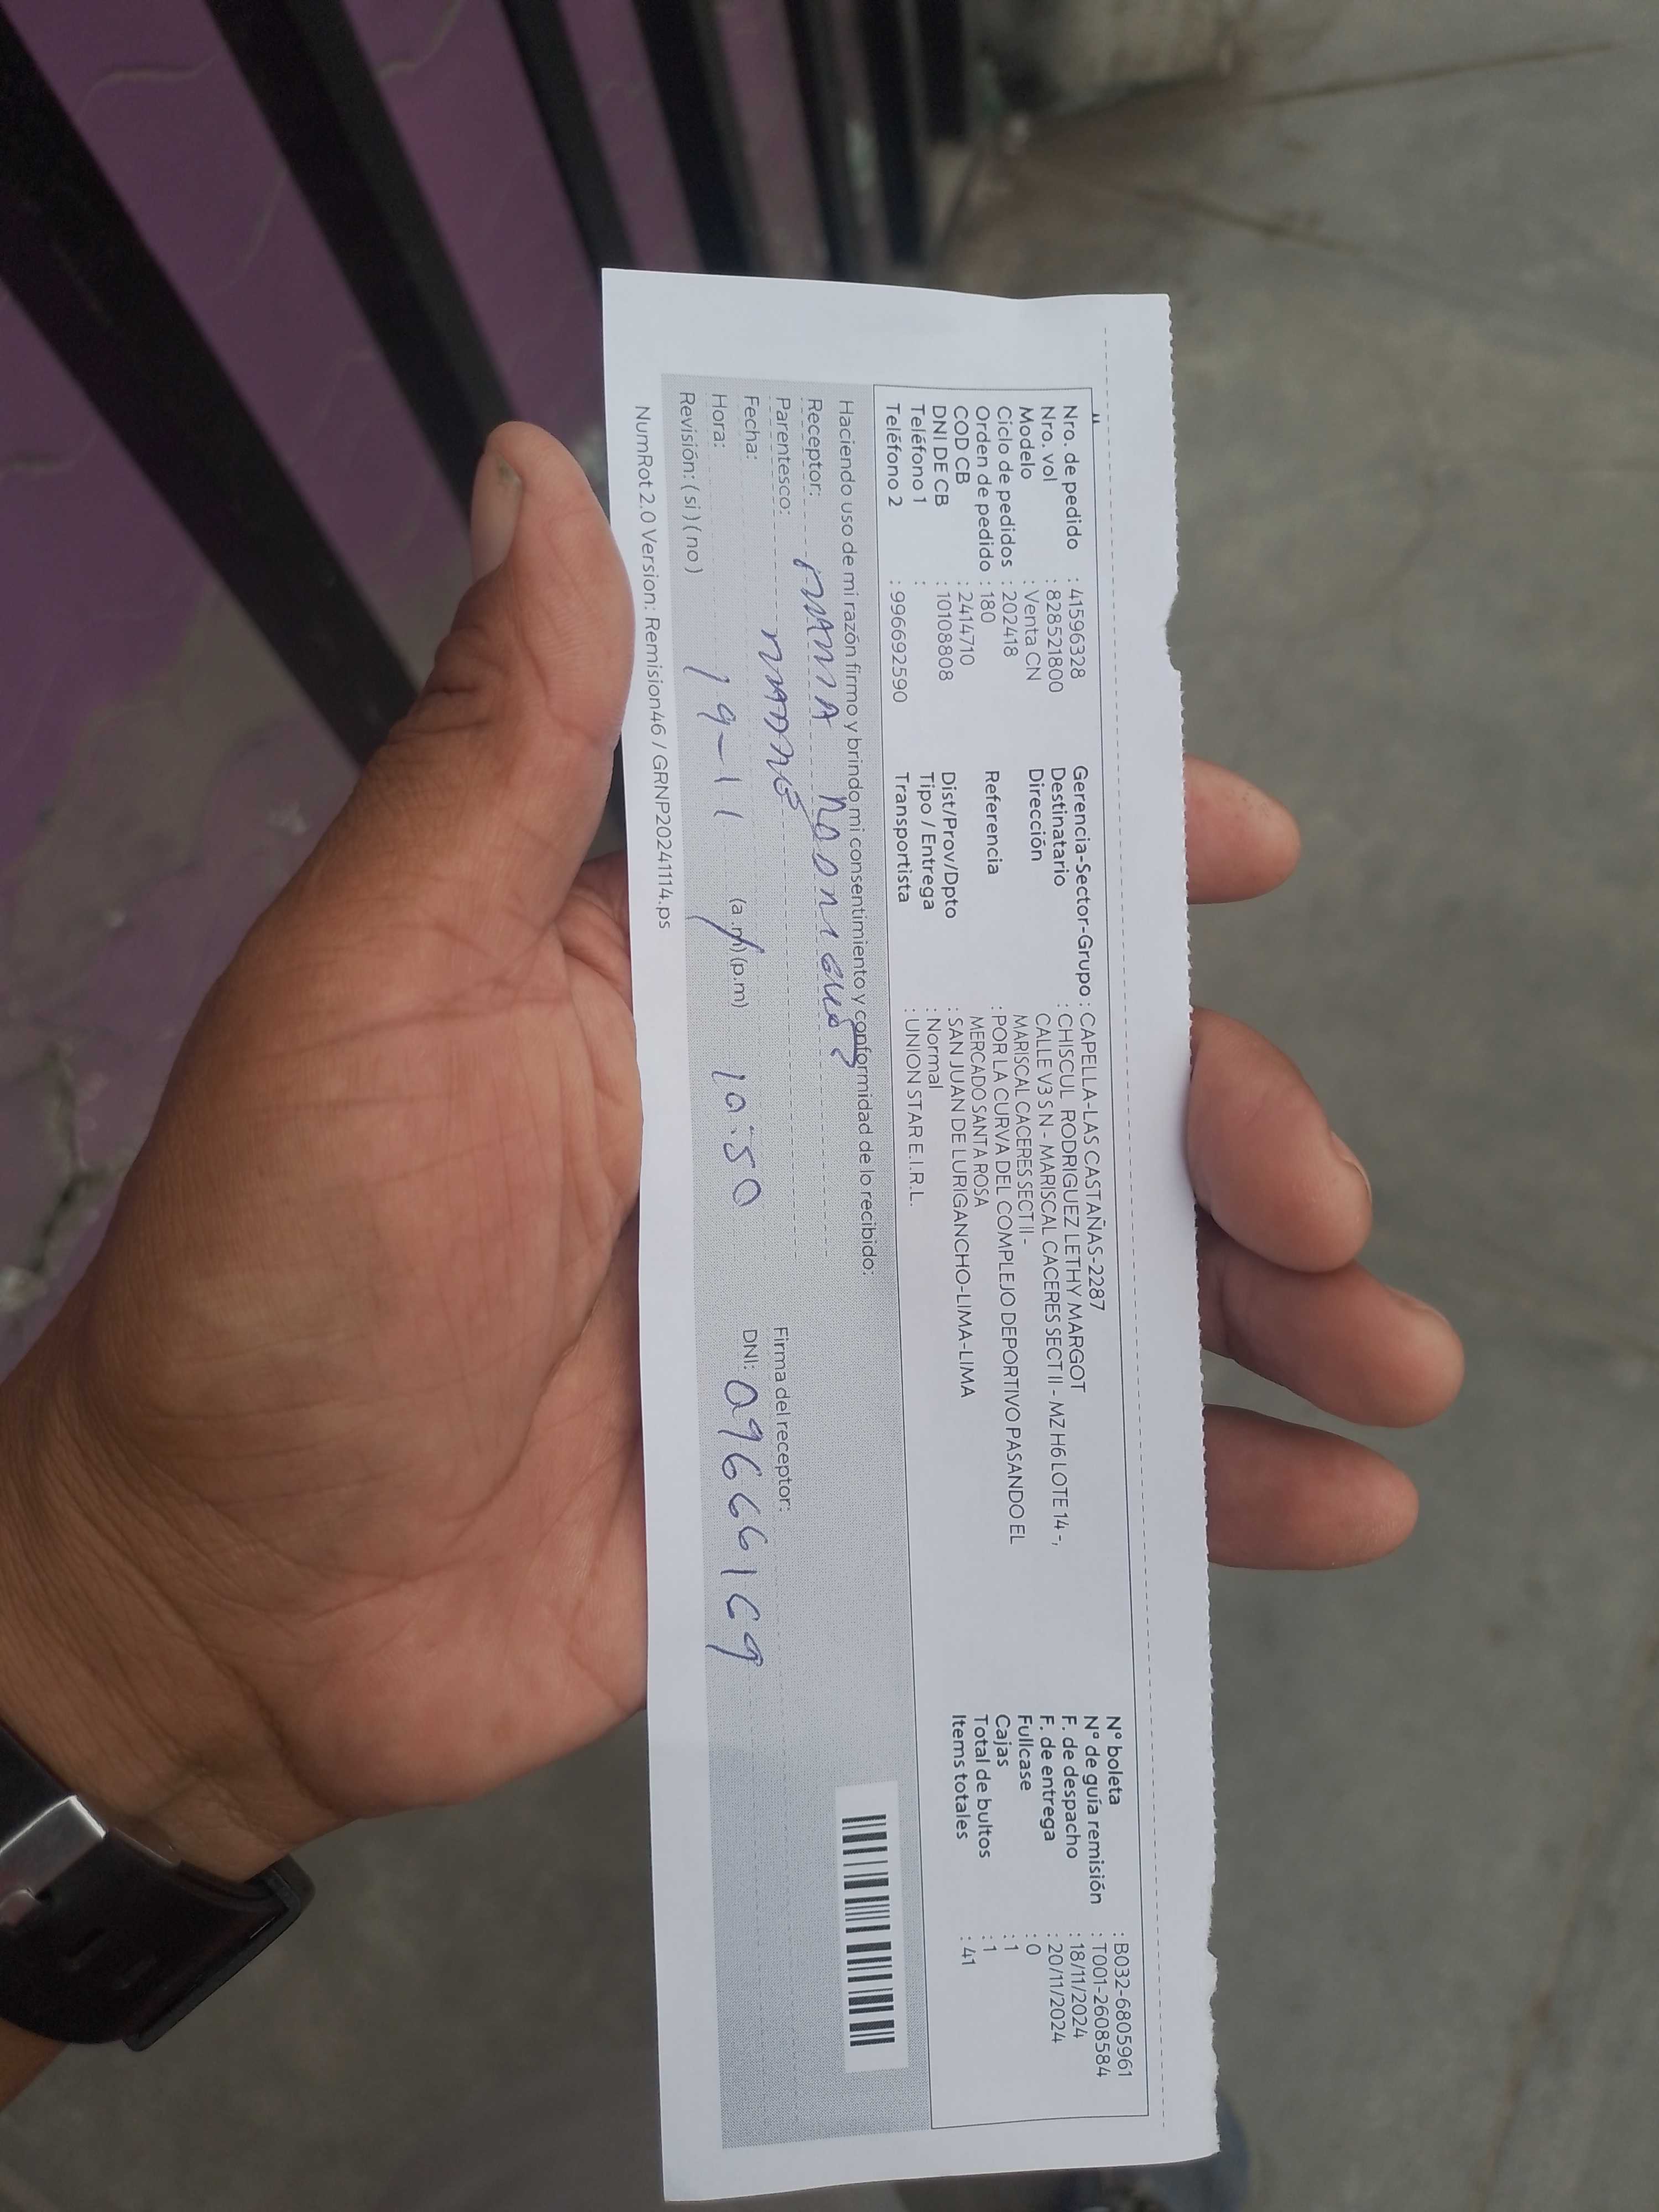 Nro. de pedido : 41596328
Nro. vol : 828521800
Modelo : Venta CN
Ciclo de pedidos : 202418
Orden de pedido : 180
COD CB : 2414710
DNI DE CB : 10108808
Teléfono 1 :
Teléfono 2 : 996692590
Gerencia-Sector-Grupo : CAPELLA-LAS CASTAÑAS-2287
Destinatario : CHISCUL RODRIGUEZ LETHY MARGOT
Dirección : CALLE V3 S N - MARISCAL CACERES SECT II - MZ H6 LOTE 14 -,
MARISCAL CACERES SECT II -
Referencia : POR LA CURVA DEL COMPLEJO DEPORTIVO PASANDO EL
MERCADO SANTA ROSA
Dist/Prov/Dpto : SAN JUAN DE LURIGANCHO-LIMA-LIMA
Tipo / Entrega : Normal
Transportista : UNION STAR E.I.R.L.
N° boleta : B032-6805961
N° de guía remisión : T001-2608584
F. de despacho : 18/11/2024
F. de entrega : 20/11/2024
Fullcase : 0
Cajas : 1
Total de bultos : 1
Items totales : 41
Haciendo uso de mi razón firmo y brindo mi consentimiento y conformidad de lo recibido:
Receptor:
Parentesco: MADRE
Fecha:
Hora: 19-11 (a.m) (p.m) 10:50
Revisión: ( si ) ( no )
Firma del receptor:
DNI: 09666169
NumRot 2.0 Version: Remision46 / GRNP20241114.ps